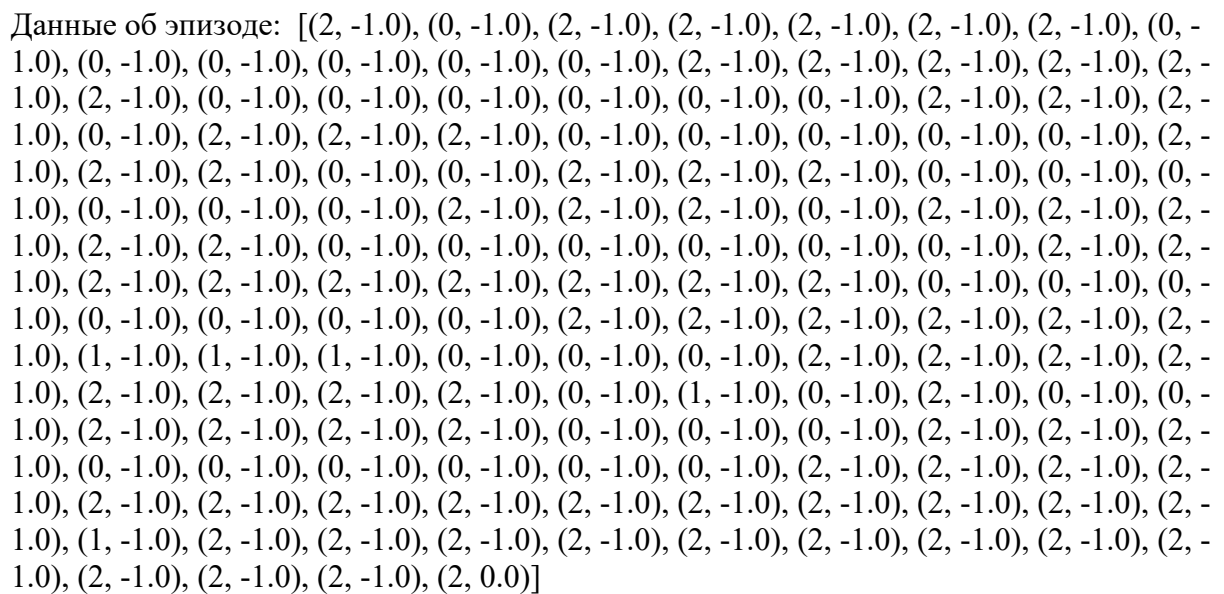 Данные об эпизоде:  [(2, -1.0), (0, -1.0), (2, -1.0), (2, -1.0), (2, -1.0), (2, -1.0), (2, -1.0), (0, -
1.0), (0, -1.0), (0, -1.0), (0, -1.0), (0, -1.0), (0, -1.0), (2, -1.0), (2, -1.0), (2, -1.0), (2, -1.0), (2, -
1.0), (2, -1.0), (0, -1.0), (0, -1.0), (0, -1.0), (0, -1.0), (0, -1.0), (0, -1.0), (2, -1.0), (2, -1.0), (2, -
1.0), (0, -1.0), (2, -1.0), (2, -1.0), (2, -1.0), (0, -1.0), (0, -1.0), (0, -1.0), (0, -1.0), (0, -1.0), (2, -
1.0), (2, -1.0), (2, -1.0), (0, -1.0), (0, -1.0), (2, -1.0), (2, -1.0), (2, -1.0), (0, -1.0), (0, -1.0), (0, -
1.0), (0, -1.0), (0, -1.0), (0, -1.0), (2, -1.0), (2, -1.0), (2, -1.0), (0, -1.0), (2, -1.0), (2, -1.0), (2, -
1.0), (2, -1.0), (2, -1.0), (0, -1.0), (0, -1.0), (0, -1.0), (0, -1.0), (0, -1.0), (0, -1.0), (2, -1.0), (2, -
1.0), (2, -1.0), (2, -1.0), (2, -1.0), (2, -1.0), (2, -1.0), (2, -1.0), (2, -1.0), (0, -1.0), (0, -1.0), (0, -
1.0), (0, -1.0), (0, -1.0), (0, -1.0), (0, -1.0), (2, -1.0), (2, -1.0), (2, -1.0), (2, -1.0), (2, -1.0), (2, -
1.0), (1, -1.0), (1, -1.0), (1, -1.0), (0, -1.0), (0, -1.0), (0, -1.0), (2, -1.0), (2, -1.0), (2, -1.0), (2, -
1.0), (2, -1.0), (2, -1.0), (2, -1.0), (2, -1.0), (0, -1.0), (1, -1.0), (0, -1.0), (2, -1.0), (0, -1.0), (0, -
1.0), (2, -1.0), (2, -1.0), (2, -1.0), (2, -1.0), (0, -1.0), (0, -1.0), (0, -1.0), (2, -1.0), (2, -1.0), (2, -
1.0), (0, -1.0), (0, -1.0), (0, -1.0), (0, -1.0), (0, -1.0), (0, -1.0), (2, -1.0), (2, -1.0), (2, -1.0), (2, -
1.0), (2, -1.0), (2, -1.0), (2, -1.0), (2, -1.0), (2, -1.0), (2, -1.0), (2, -1.0), (2, -1.0), (2, -1.0), (2, -
1.0), (1, -1.0), (2, -1.0), (2, -1.0), (2, -1.0), (2, -1.0), (2, -1.0), (2, -1.0), (2, -1.0), (2, -1.0), (2, -
1.0), (2, -1.0), (2, -1.0), (2, -1.0), (2, 0.0)]